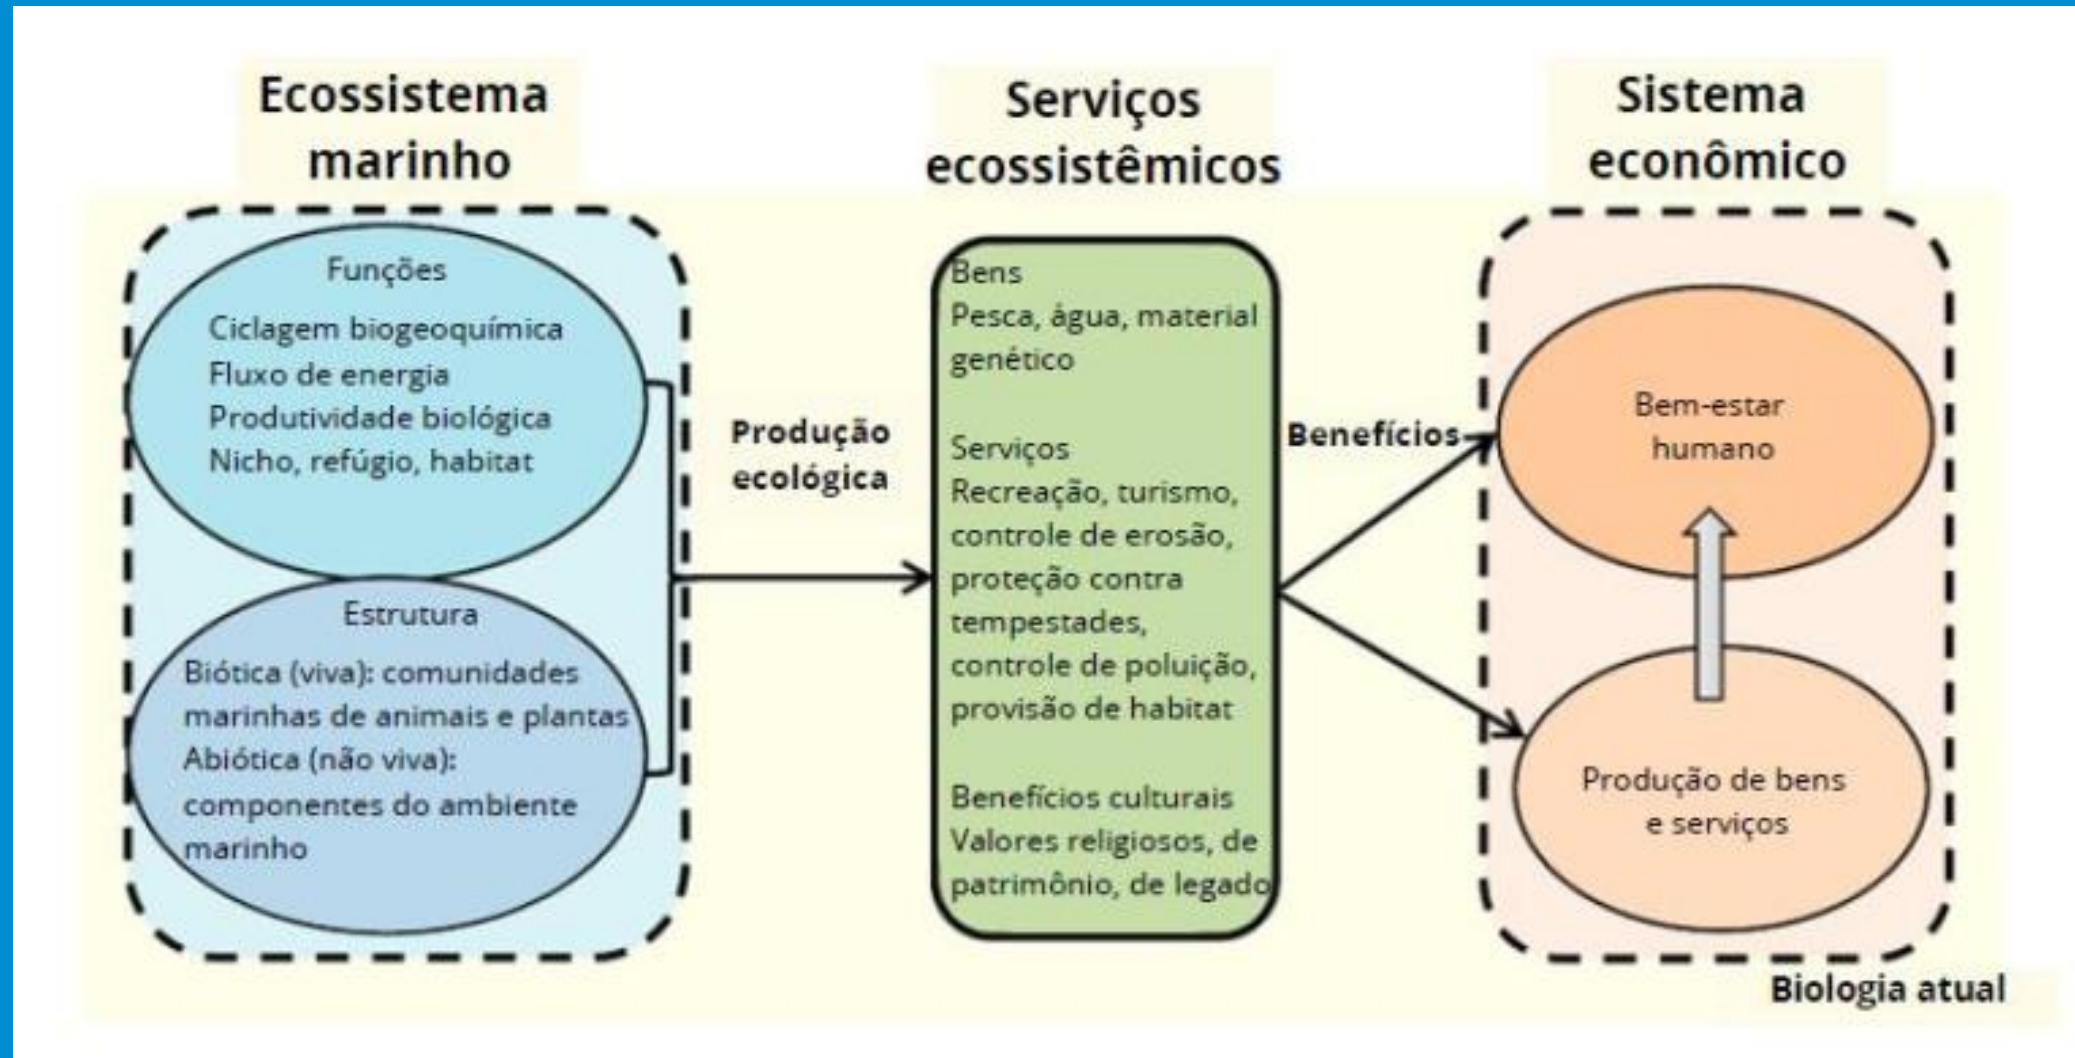 Ecossistema
marinho
Funções
Ciclagem biogeoquímica
Fluxo de energia
Produtividade biológica
Nicho, refúgio, habitat
Estrutura
Biótica (viva): comunidades
marinhas de animais e plantas
Abiótica (não viva):
componentes do ambiente
marinho
Produção
ecológica
Serviços
ecossistêmicos
Bens
Pesca, água, material
genético
Serviços
Recreação, turismo,
controle de erosão,
proteção contra
tempestades,
controle de poluição,
provisão de habitat
Benefícios culturais
Valores religiosos, de
patrimônio, de legado
Benefícios
Sistema
econômico
Bem-estar
humano
Produção de bens
e serviços
Biologia atual